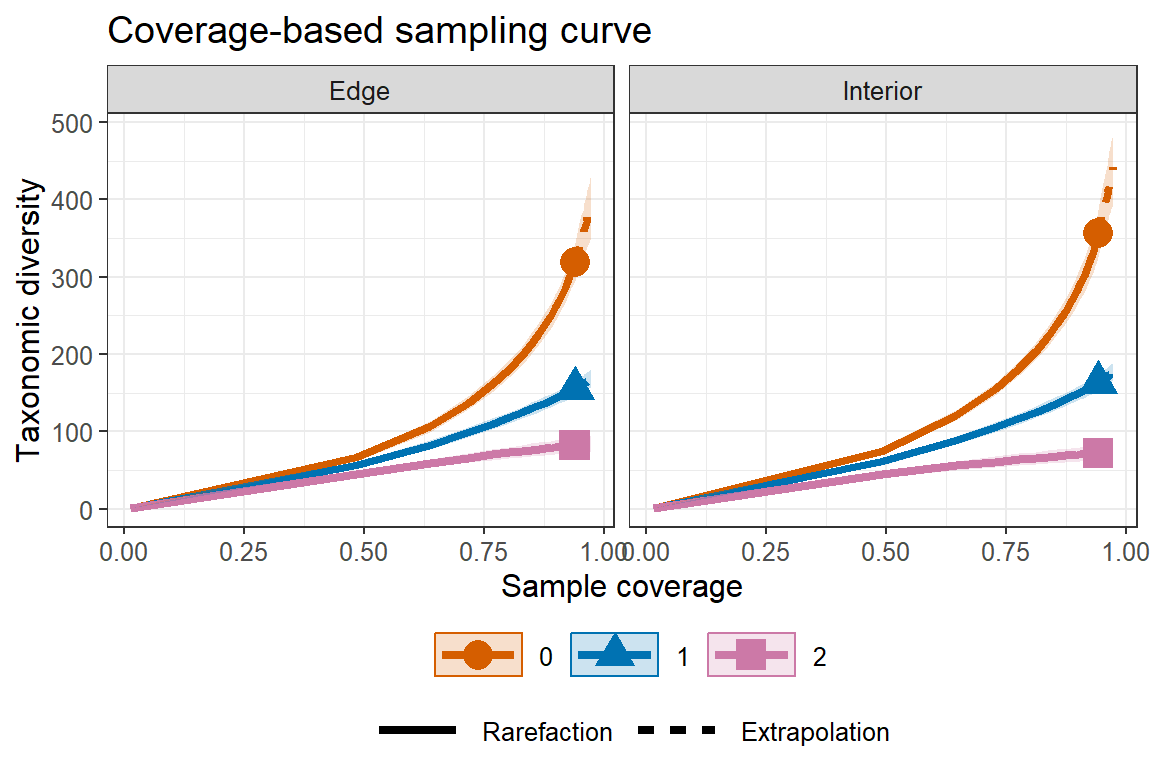 Coverage-based sampling curve
Edge Interior
Taxonomic diversity
500
400
300
200
100
0
0.00 0.25 0.50 0.75 1.00 0.00 0.25 0.50 0.75 1.00
Sample coverage
0 1 2
Rarefaction Extrapolation